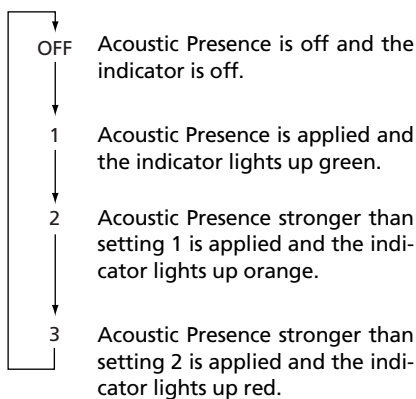 OFF Acoustic Presence is off and the
indicator is off.
1 Acoustic Presence is applied and
the indicator lights up green.
2 Acoustic Presence stronger than
setting 1 is applied and the indi-
cator lights up orange.
3 Acoustic Presence stronger than
setting 2 is applied and the indi-
cator lights up red.